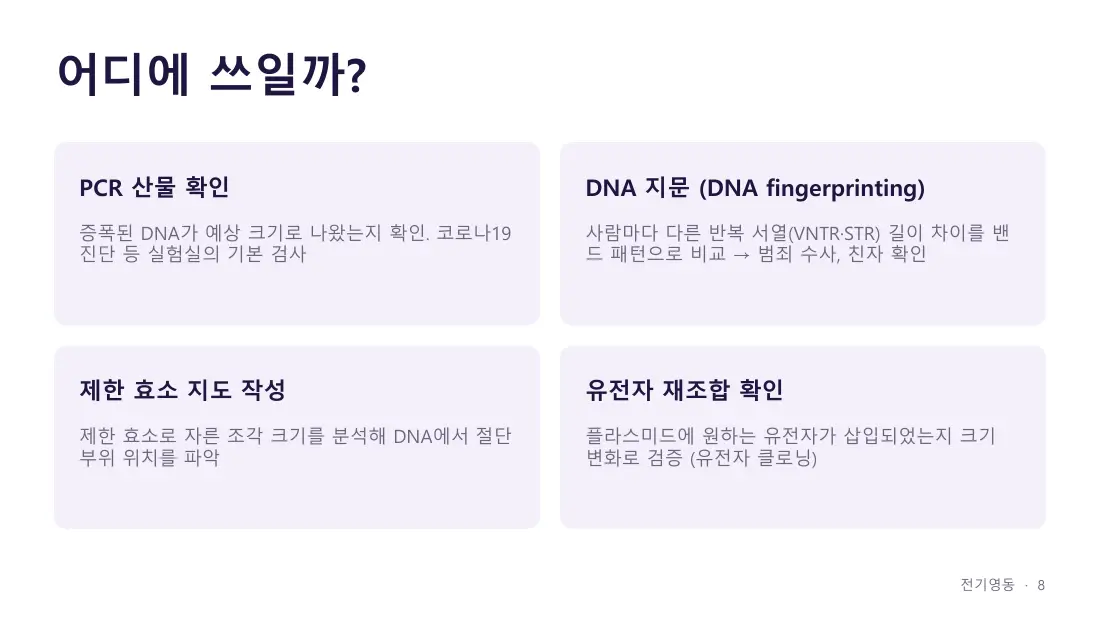 어디에 쓰일까?
PCR 산물 확인
증폭된 DNA가 예상 크기로 나왔는지 확인. 코로나19
진단 등 실험실의 기본 검사
DNA 지문 (DNA fingerprinting)
사람마다 다른 반복 서열(VNTR·STR) 길이 차이를 밴
드 패턴으로 비교 → 범죄 수사, 친자 확인
제한 효소 지도 작성
제한 효소로 자른 조각 크기를 분석해 DNA에서 절단
부위 위치를 파악
유전자 재조합 확인
플라스미드에 원하는 유전자가 삽입되었는지 크기
변화로 검증 (유전자 클로닝)
전기영동 · 8